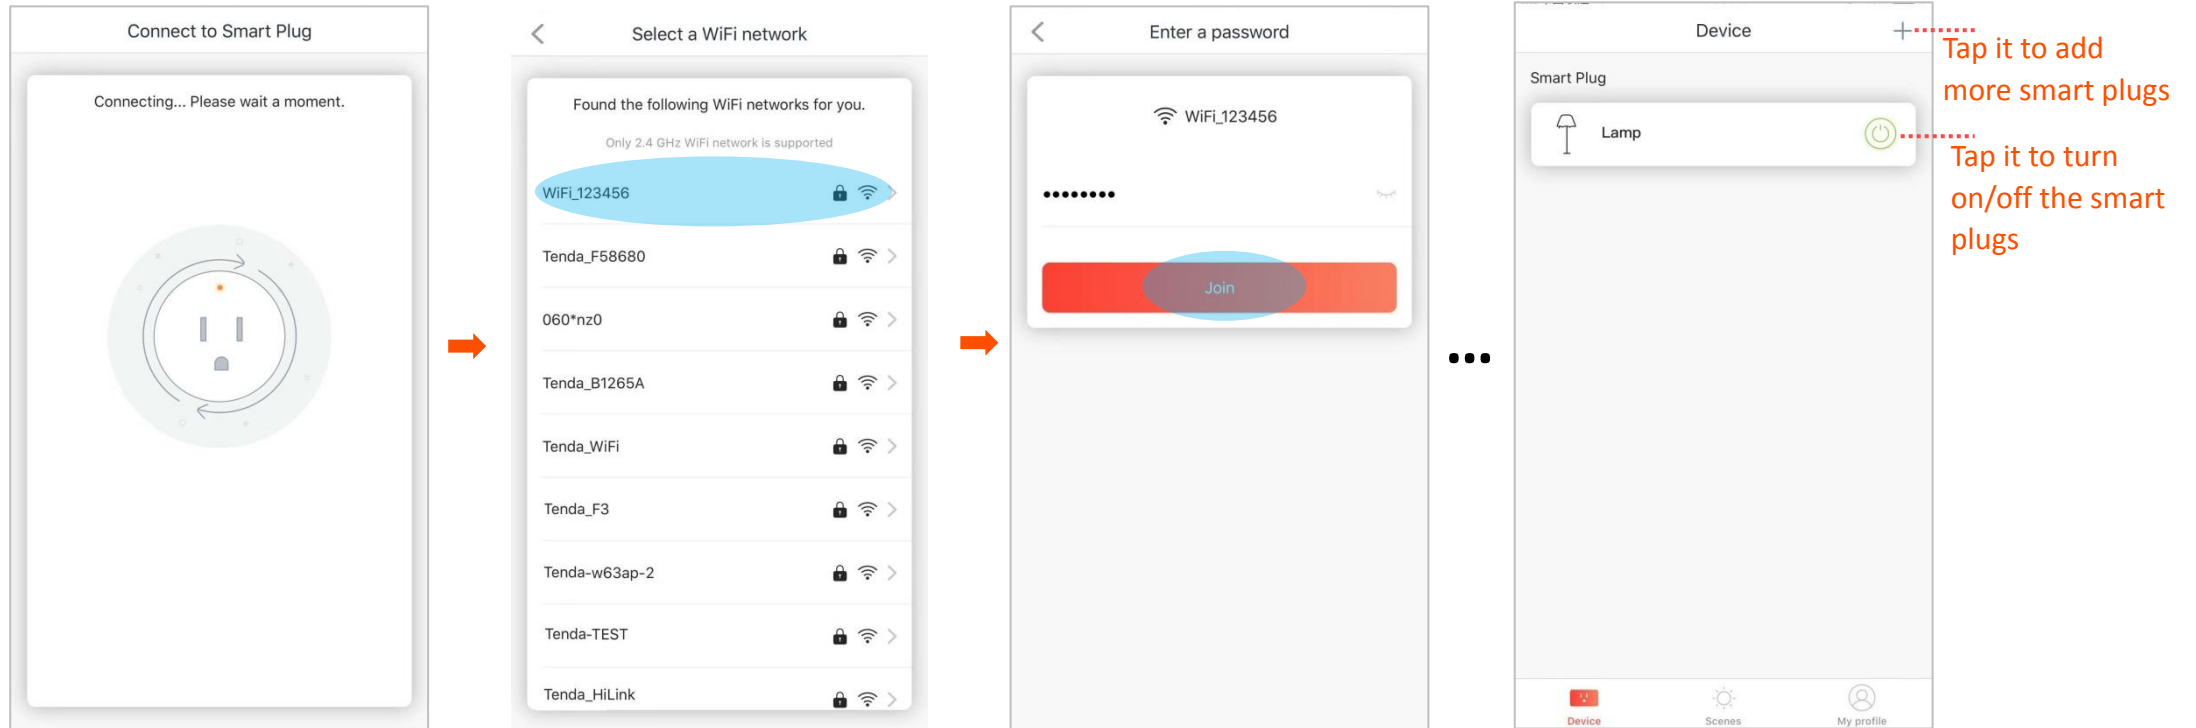 Connect to Smart Plug
Connecting... Please wait a moment.
Select a WiFi network
Found the following WiFi networks for you.
Only 2.4 GHz WiFi network is supported
WiFi_123456
Tenda_F58680
060*nz0
Tenda_B1265A
Tenda_WiFi
Tenda_F3
Tenda-w63ap-2
Tenda-TEST
Tenda_HiLink
Enter a password
WiFi_123456
••••••••
Join
...
Device
Smart Plug
Lamp
Device
Scenes
My profile
Tap it to add
more smart plugs
Tap it to turn
on/off the smart
plugs